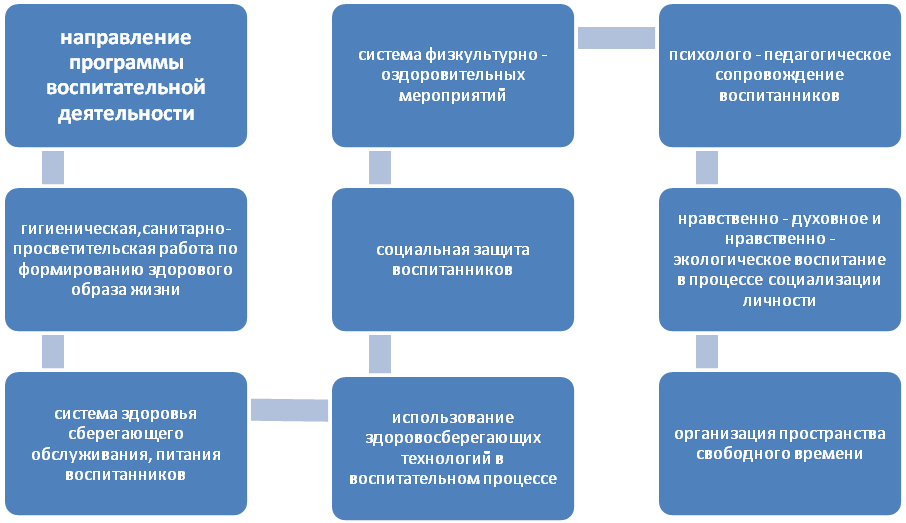 направление
программы
воспитательной
деятельности
гигиеническая,санитарно-
просветительская работа по
формированию здорового
образа жизни
система здоровья
сберегающего
обслуживания, питания
воспитанников
использование
здоровосберегающих
технологий в
воспитательном процессе
социальная защита
воспитанников
система физкультурно -
оздоровительных
мероприятий
психолого - педагогическое
сопровождение
воспитанников
нравственно - духовное и
нравственно -
экологическое воспитание
в процессе социализации
личности
организация пространства
свободного времени